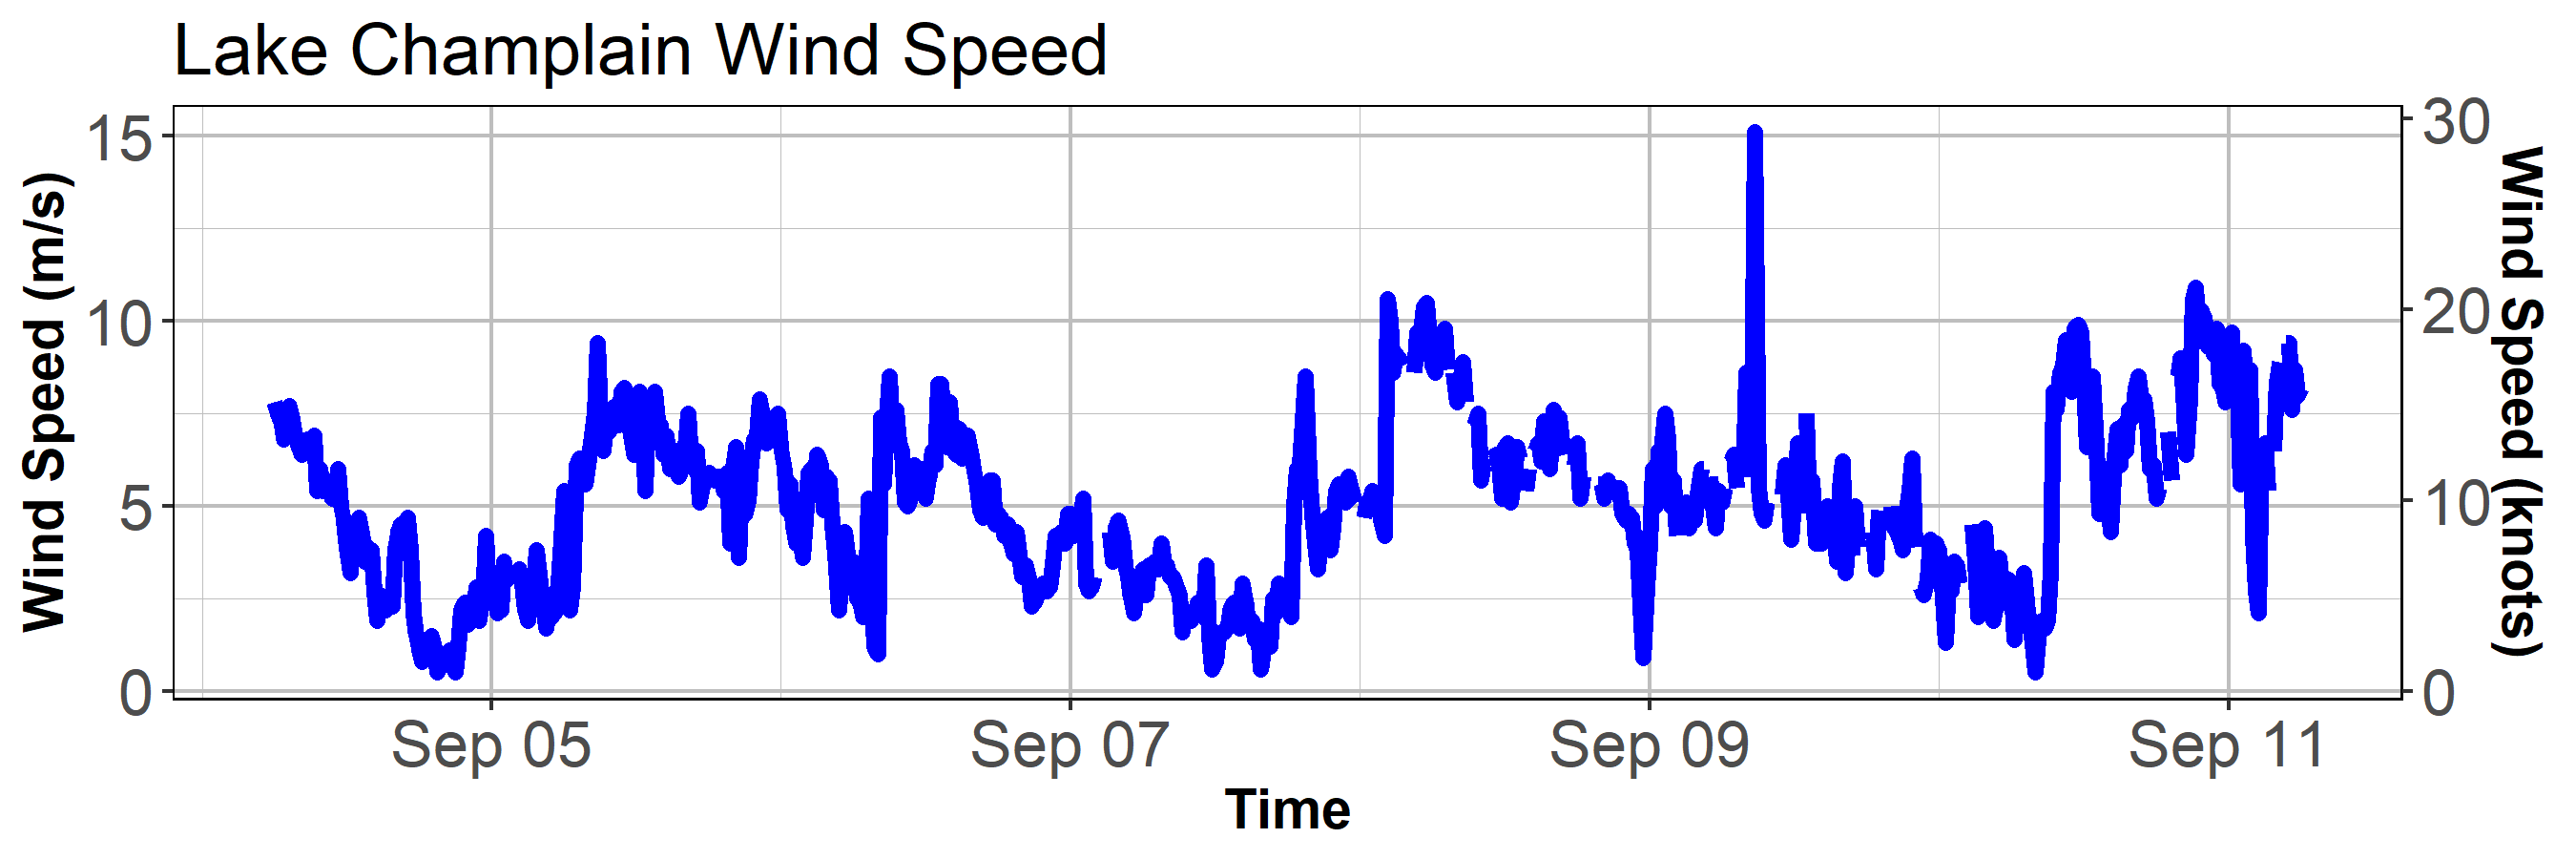 Lake Champlain Wind Speed
Wind Speed (m/s)
15
10
5
0
30
20
10
0
Wind Speed (knots)
Sep 05
Sep 07
Sep 09
Sep 11
Time